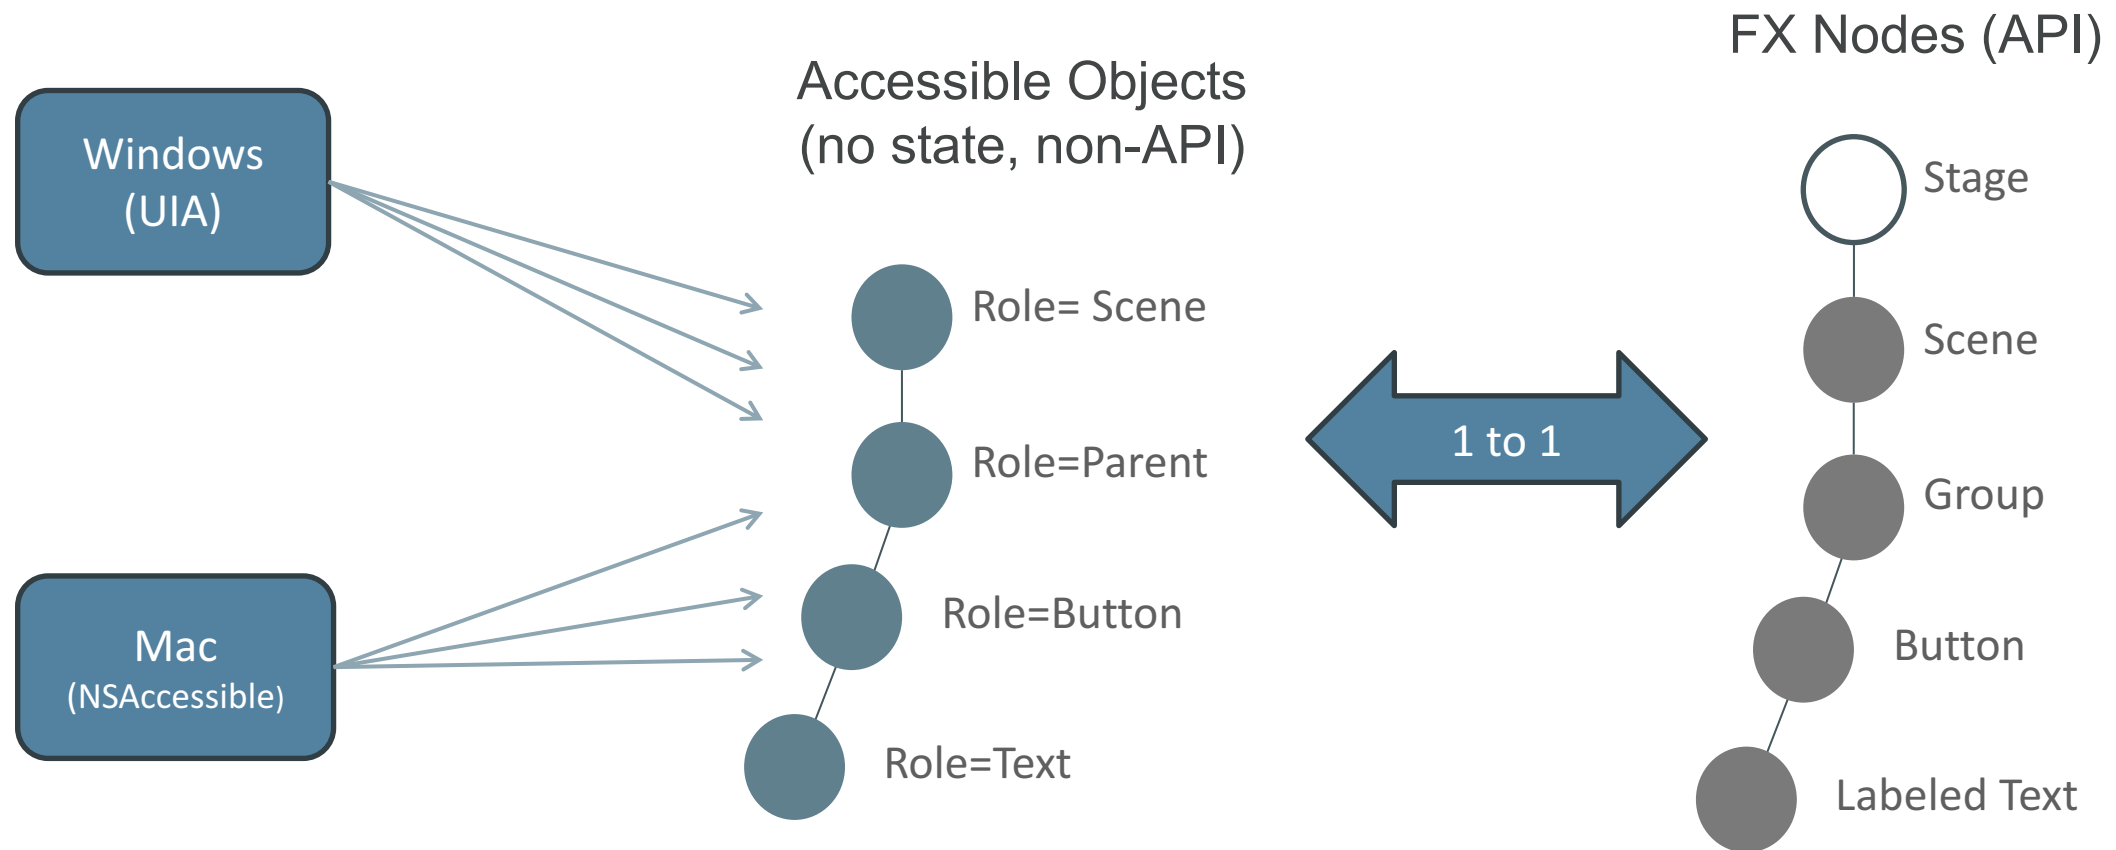 FX Nodes (API)
Accessible Objects
(no state, non-API)
Windows
(UIA)
Stage
Role= Scene
Scene
1 to 1
Role=Parent
Group
Role=Button
Button
Mac
(NSAccessible)
Role=Text
Labeled Text